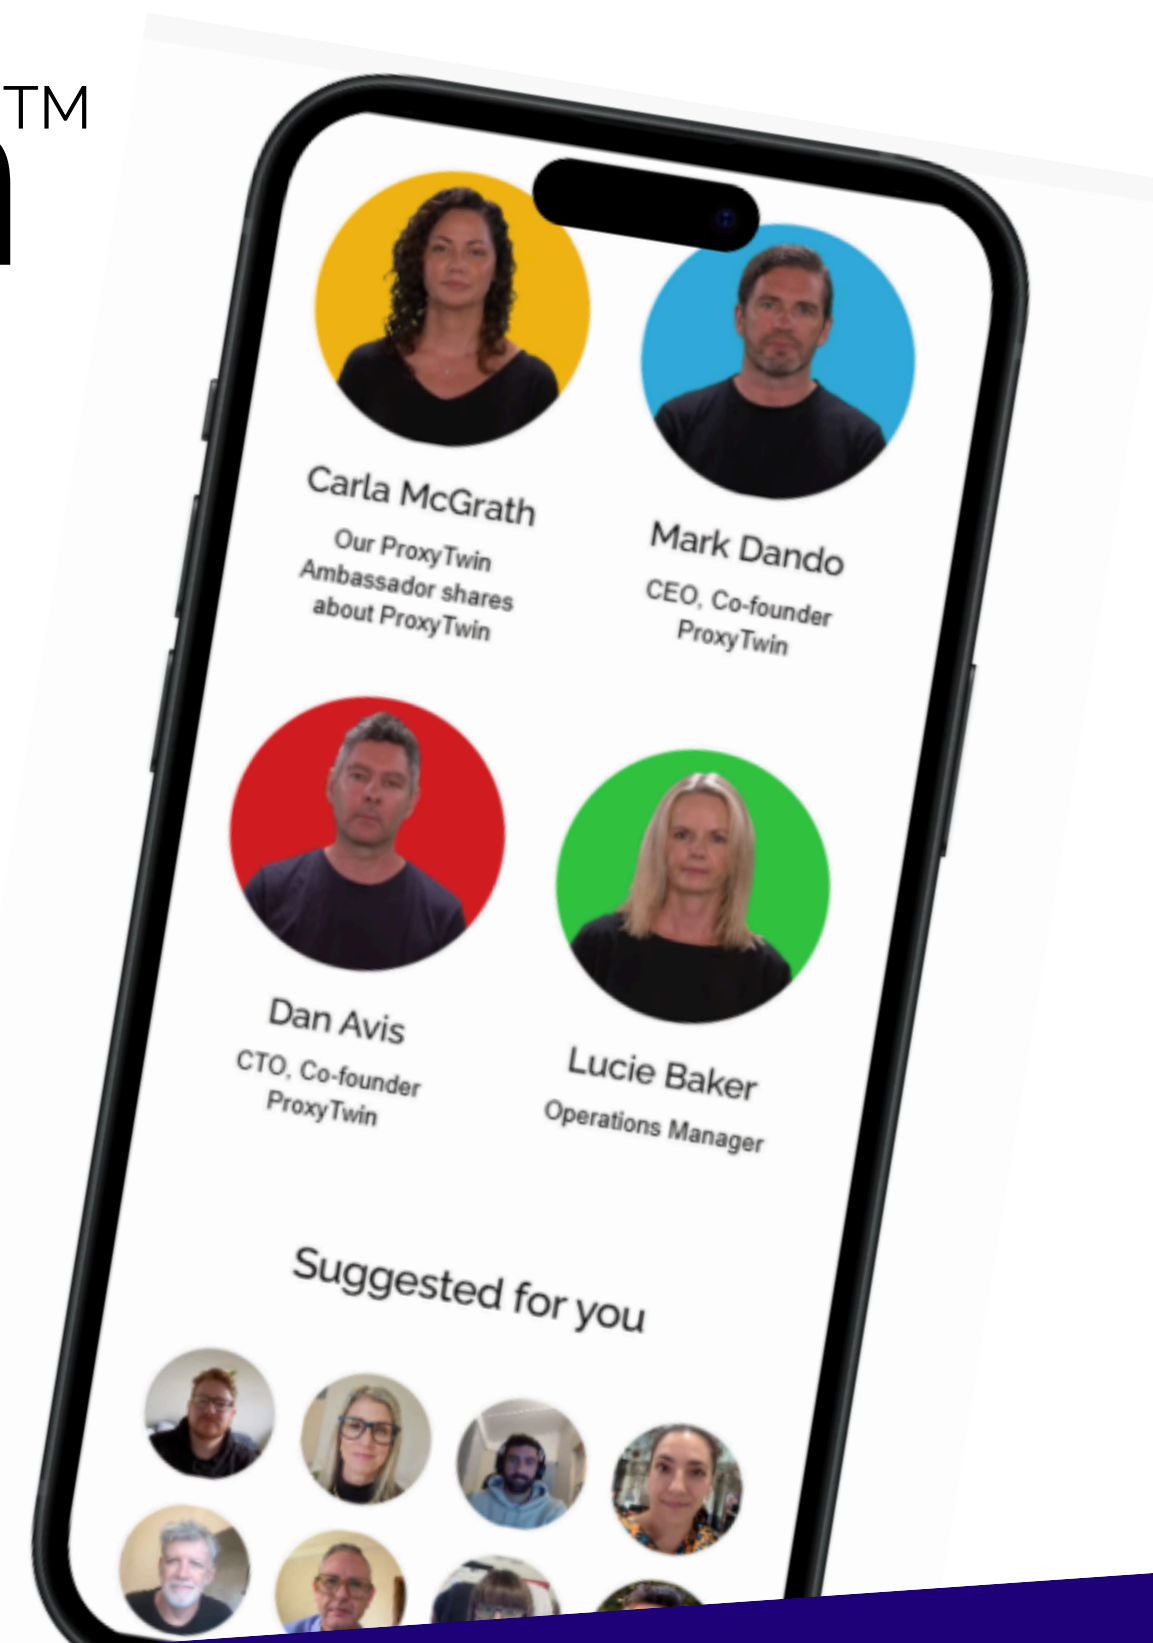 TM
Carla McGrath
Our ProxyTwin
Ambassador shares
about ProxyTwin
Mark Dando
CEO, Co-founder
ProxyTwin
Dan Avis
CTO, Co-founder
ProxyTwin
Lucie Baker
Operations Manager
Suggested for you